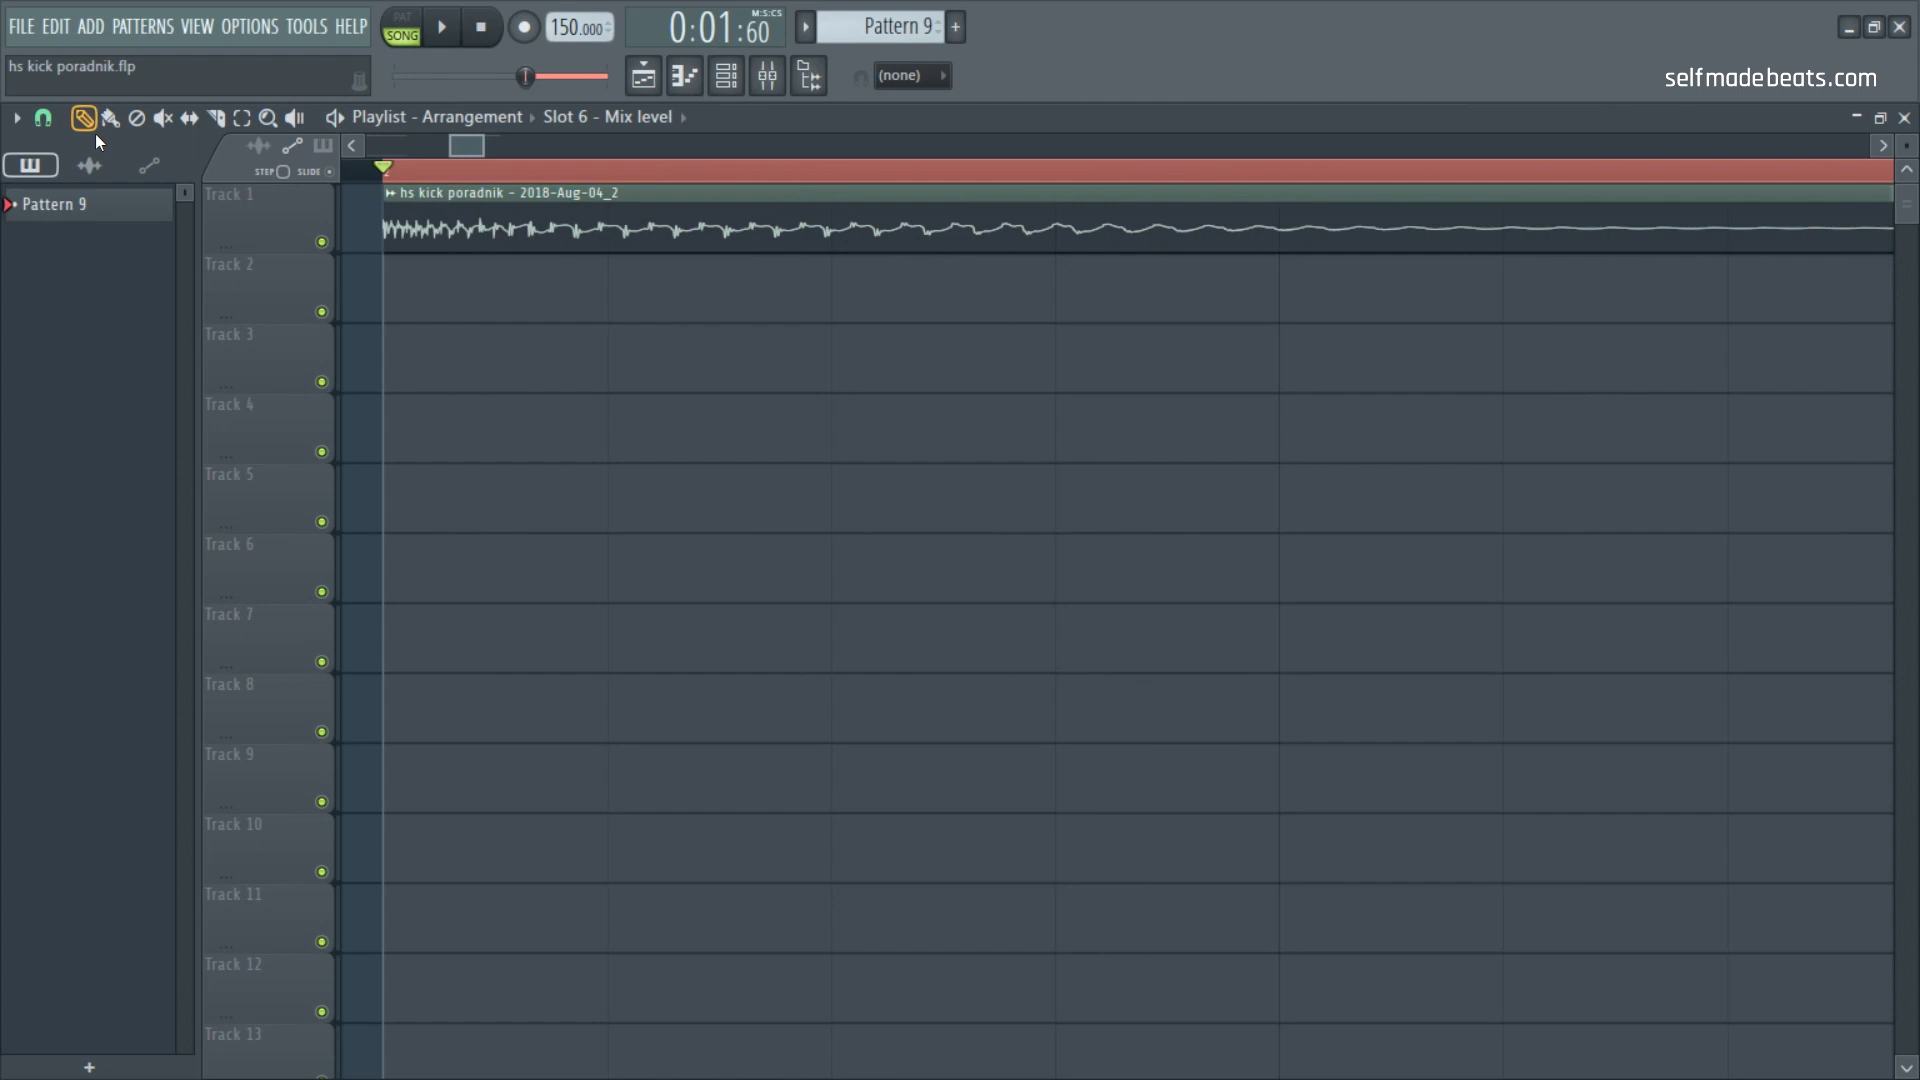 FILE EDIT ADD PATTERNS VIEW OPTIONS TOOLS HELP
PAT
SONG
150.000
M:S:CS
0:01:60
Pattern 9
hs kick poradnik.flp
(none)
selfmadebeats.com
Playlist - Arrangement › Slot 6 - Mix level
STEP SLIDE
2
Pattern 9
hs kick poradnik - 2018-Aug-04_2
Track 1
Track 2
Track 3
Track 4
Track 5
Track 6
Track 7
Track 8
Track 9
Track 10
Track 11
Track 12
Track 13